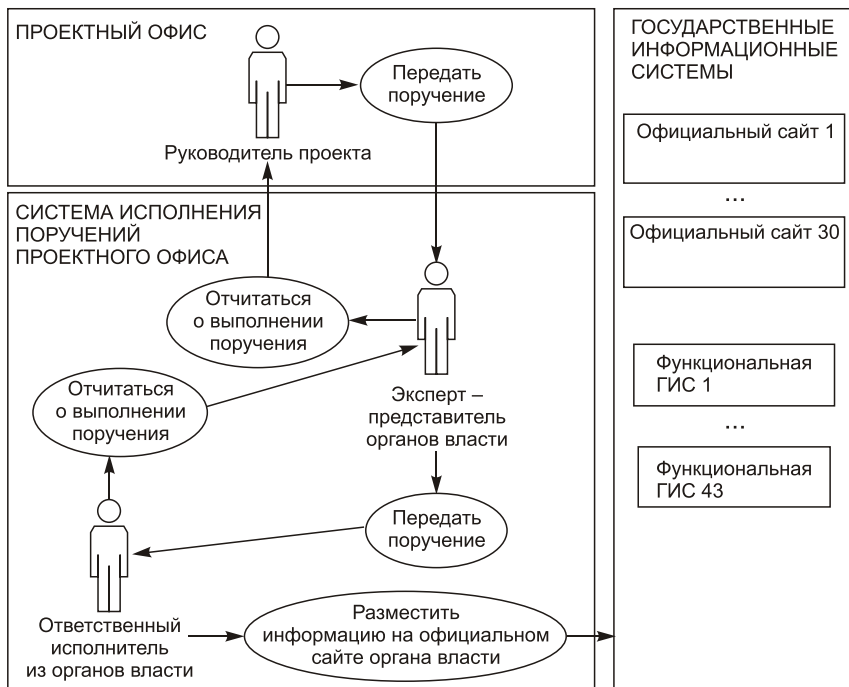 ПРОЕКТНЫЙ ОФИС
Передать
поручение
Руководитель проекта
СИСТЕМА ИСПОЛНЕНИЯ
ПОРУЧЕНИЙ
ПРОЕКТНОГО ОФИСА
Отчитаться
о выполнении
поручения
Отчитаться
о выполнении
поручения
Эксперт –
представитель
органов власти
Передать
поручение
Ответственный
исполнитель
из органов власти
Разместить
информацию на официальном
сайте органа власти
ГОСУДАРСТВЕННЫЕ
ИНФОРМАЦИОННЫЕ
СИСТЕМЫ
Официальный сайт 1
...
Официальный сайт 30
Функциональная
ГИС 1
...
Функциональная
ГИС 43